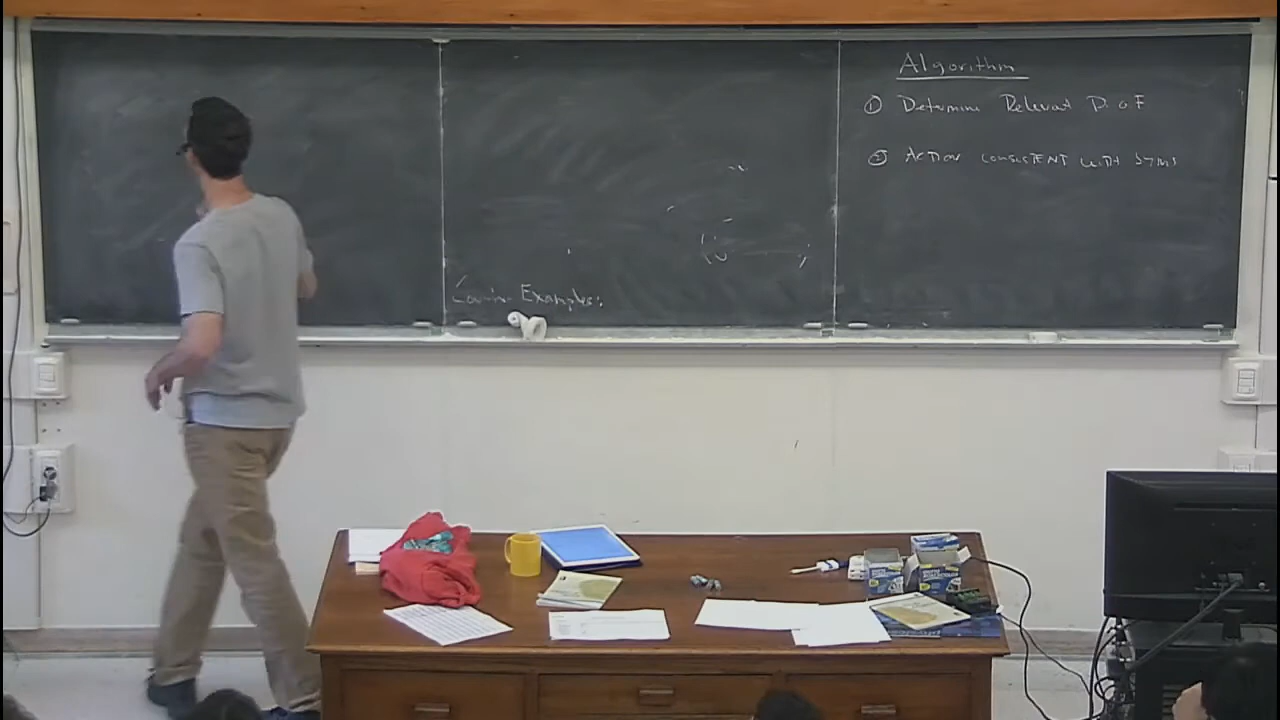 Examples:
Algorithm
① Determine Relevant D. o F
② Action consistent with syms